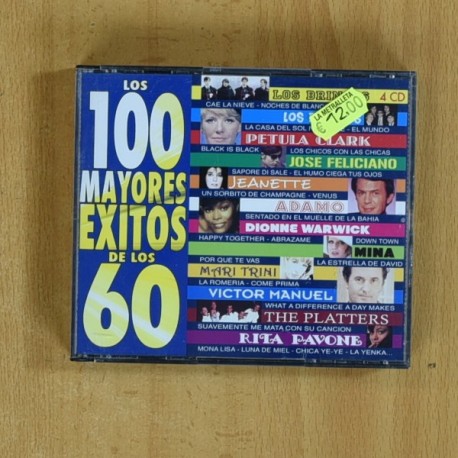 LOS
100
MAYORES
EXITOS
DE LOS
60
LOS
4 CD
LA METRALLETA
€ 12,00
CAE LA NIEVE - NOCHES DE
LOS
LA CASA DEL SOL - EL MUNDO
PETULA CLARK
BLACK IS BLACK LOS CHICOS CON LAS CHICAS
JOSE FELICIANO
SAPORE DI SALE - EL HUMO CIEGA TUS OJOS
JEANETTE
UN SORBITO DE CHAMPAGNE - VENUS
ADAMO
SENTADO EN EL MUELLE DE LA BAHIA
DIONNE WARWICK
HAPPY TOGETHER - ABRAZAME DOWN TOWN
MINA
POR QUE TE VAS LA ESTRELLA DE DAVID
MARI TRINI
LA ROMERIA - COME PRIMA
VICTOR MANUEL
WHAT A DIFFERENCE A DAY MAKES
THE PLATTERS
SUAVEMENTE ME MATA CON SU CANCION
RITA PAVONE
MONA LISA - LUNA DE MIEL - CHICA YE-YE - LA YENKA...